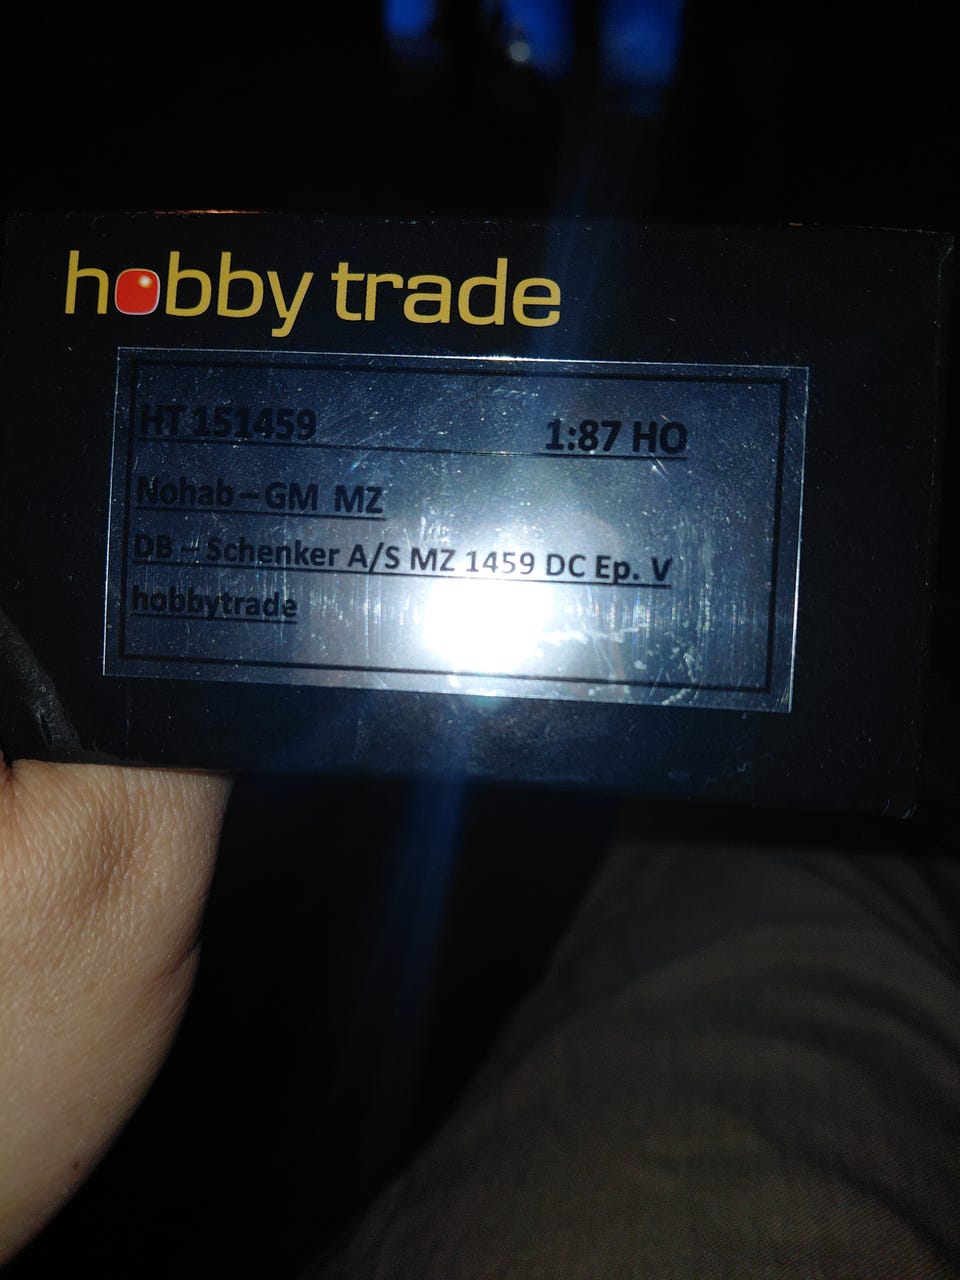 hobby trade
HT 151459 1:87 HO
Nohab – GM MZ
DB – Schenker A/S MZ 1459 DC Ep. V
hobbytrade